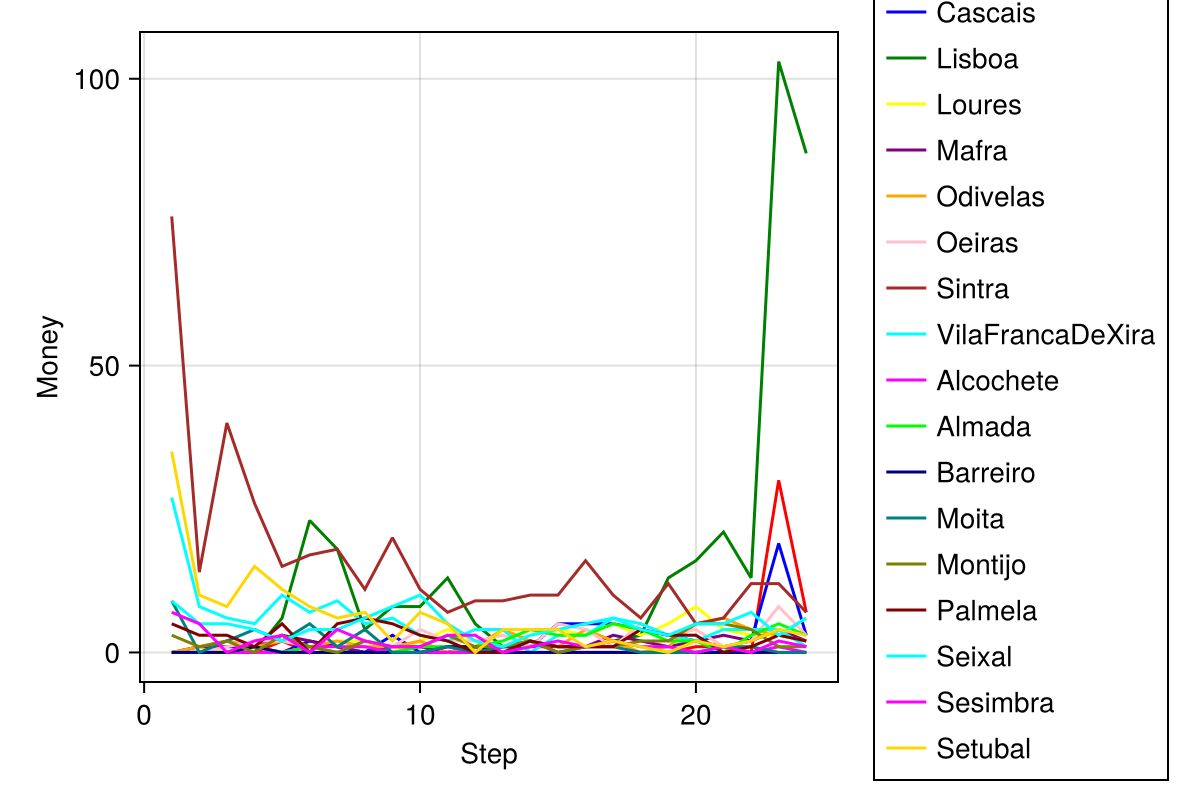 100
50
0
Money
0
10
20
Step
Cascais
Lisboa
Loures
Mafra
Odivelas
Oeiras
Sintra
VilaFrancaDeXira
Alcochete
Almada
Barreiro
Moita
Montijo
Palmela
Seixal
Sesimbra
Setubal